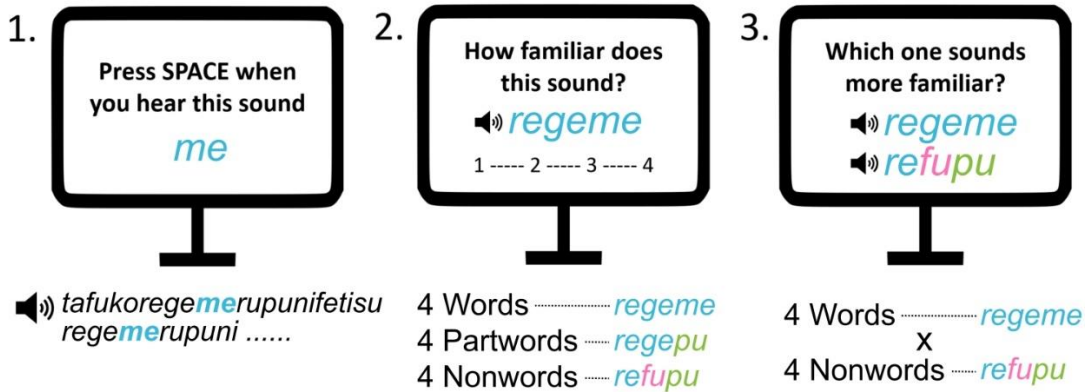 1.
Press SPACE when
you hear this sound
me
tafukoregemerupunifetisu
regemerupuni ......
2.
How familiar does
this sound?
regeme
1 ----- 2 ----- 3 ----- 4
4 Words ................ regeme
4 Partwords ...... regepu
4 Nonwords ...... refupu
3.
Which one sounds
more familiar?
regeme
refupu
4 Words ................ regeme
x
4 Nonwords ...... refupu